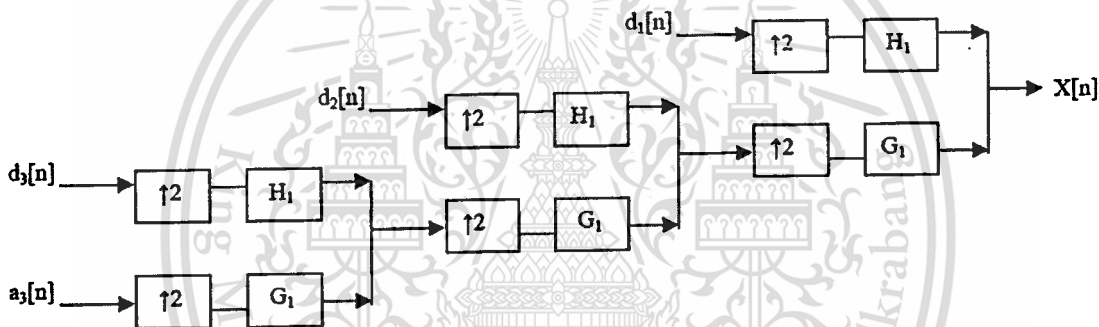 d₁[n] ↑2 H₁
X[n]
d₂[n] ↑2 H₁
↑2 G₁
d₃[n] ↑2 H₁
↑2 G₁
a₃[n] ↑2 G₁